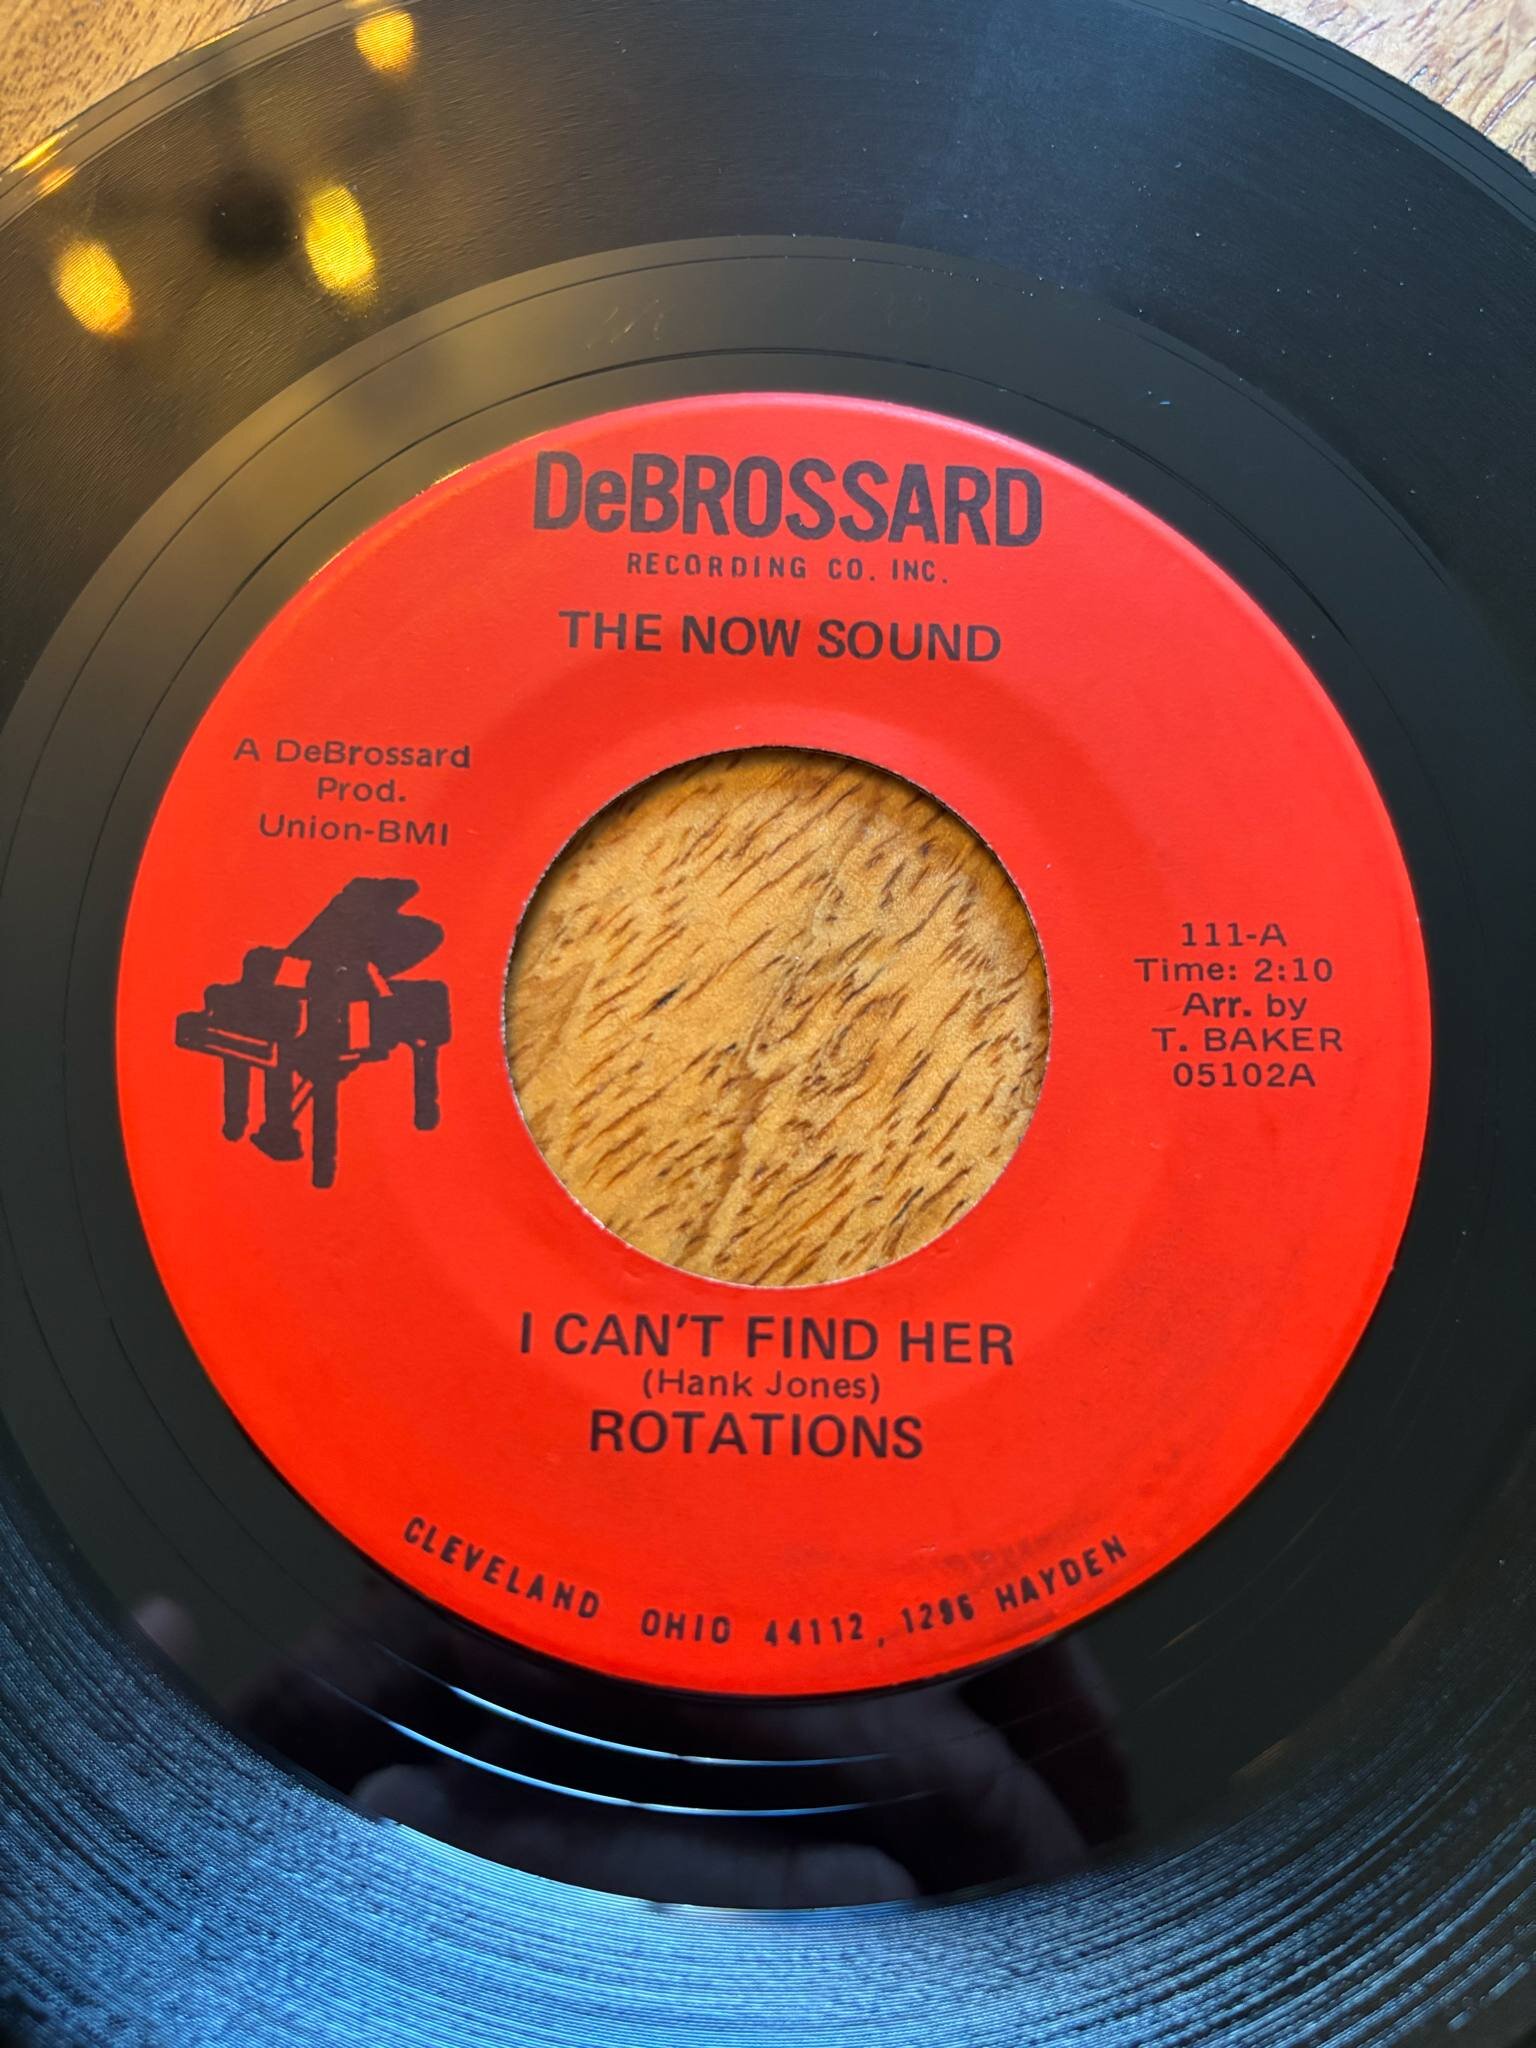 DeBROSSARD
RECORDING CO. INC.
THE NOW SOUND
A DeBrossard
Prod.
Union-BMI
111-A
Time: 2:10
Arr. by
T. BAKER
05102A
I CAN'T FIND HER
(Hank Jones)
ROTATIONS
CLEVELAND OHIO 44112, 1296 HAYDEN